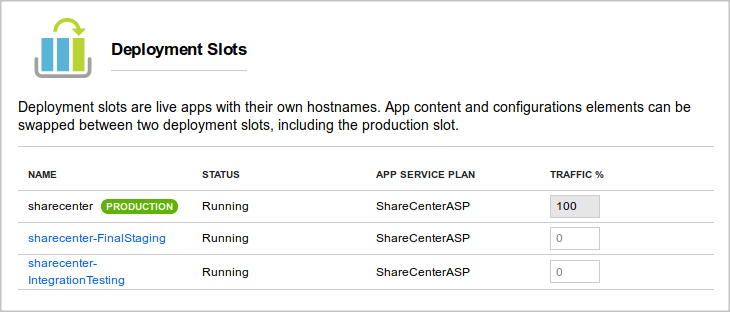 Deployment Slots
Deployment slots are live apps with their own hostnames. App content and configurations elements can be
swapped between two deployment slots, including the production slot.
NAME STATUS APP SERVICE PLAN TRAFFIC %
sharecenter PRODUCTION Running ShareCenterASP 100
sharecenter-FinalStaging Running ShareCenterASP 0
sharecenter-
IntegrationTesting Running ShareCenterASP 0